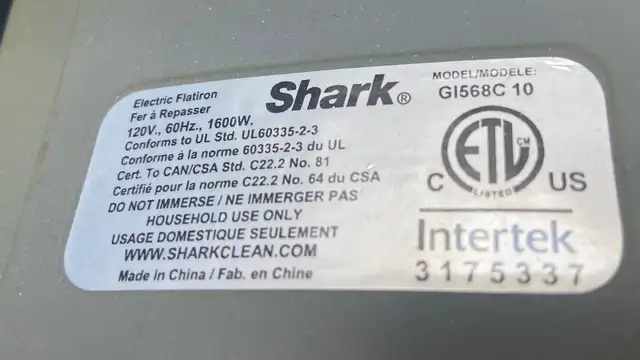 Electric Flatiron
Fer à Repasser
120V., 60Hz., 1600W.
Conforms to UL Std. UL60335-2-3
Conforme à la norme 60335-2-3 du UL
Cert. To CAN/CSA Std. C22.2 No. 81
Certifié pour la norme C22.2 No. 64 du CSA
DO NOT IMMERSE / NE IMMERGER PAS
HOUSEHOLD USE ONLY
USAGE DOMESTIQUE SEULEMENT
WWW.SHARKCLEAN.COM
Made in China / Fab. en Chine
Shark®
MODEL/MODELE:
GI568C 10
ETL CM
LISTED
C US
Intertek
3175337